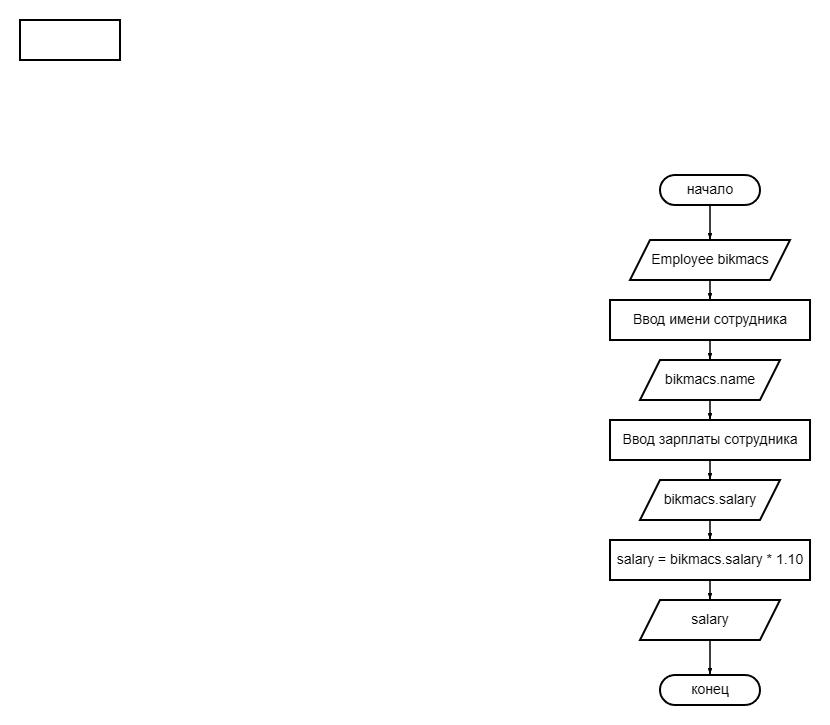 начало
Employee bikmacs
Ввод имени сотрудника
bikmacs.name
Ввод зарплаты сотрудника
bikmacs.salary
salary = bikmacs.salary * 1.10
salary
конец